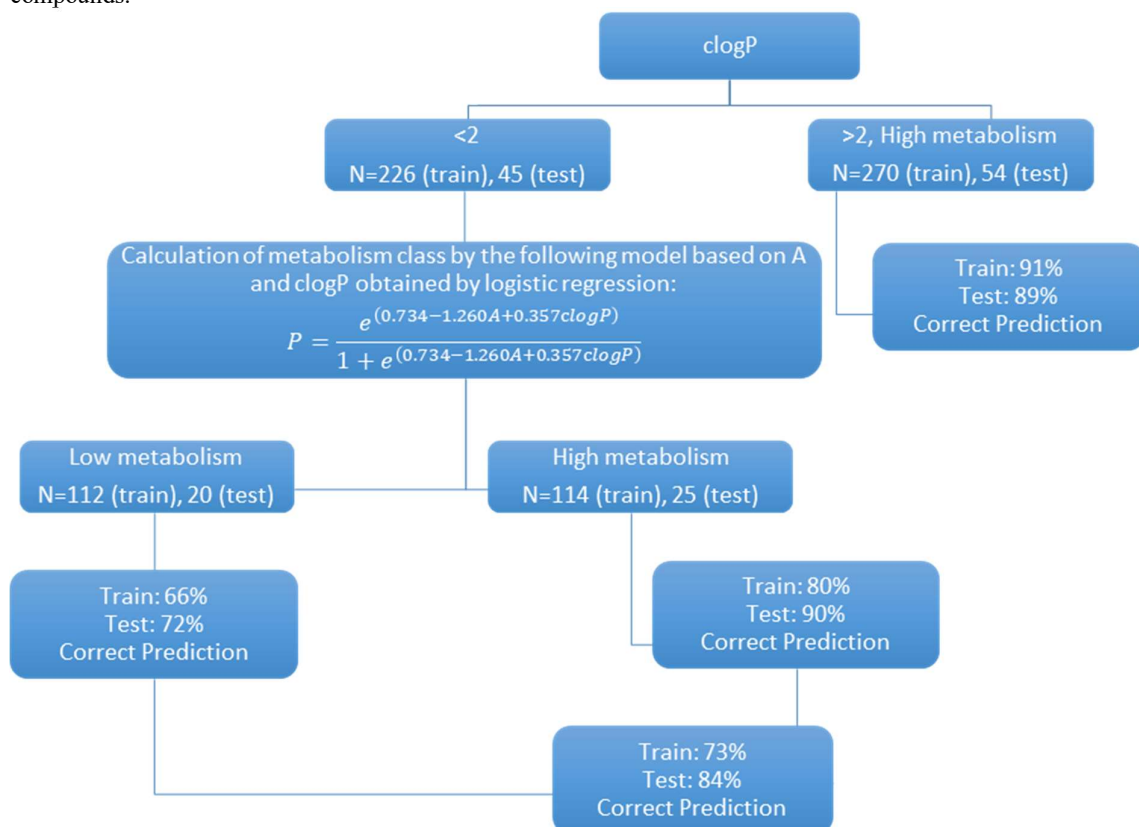 compounds.
clogP
<2
N=226 (train), 45 (test)
>2, High metabolism
N=270 (train), 54 (test)
Calculation of metabolism class by the following model based on A
and clogP obtained by logistic regression:
P = e^(0.734−1.260A+0.357clogP) / 1 + e^(0.734−1.260A+0.357clogP)
Train: 91%
Test: 89%
Correct Prediction
Low metabolism
N=112 (train), 20 (test)
High metabolism
N=114 (train), 25 (test)
Train: 66%
Test: 72%
Correct Prediction
Train: 80%
Test: 90%
Correct Prediction
Train: 73%
Test: 84%
Correct Prediction